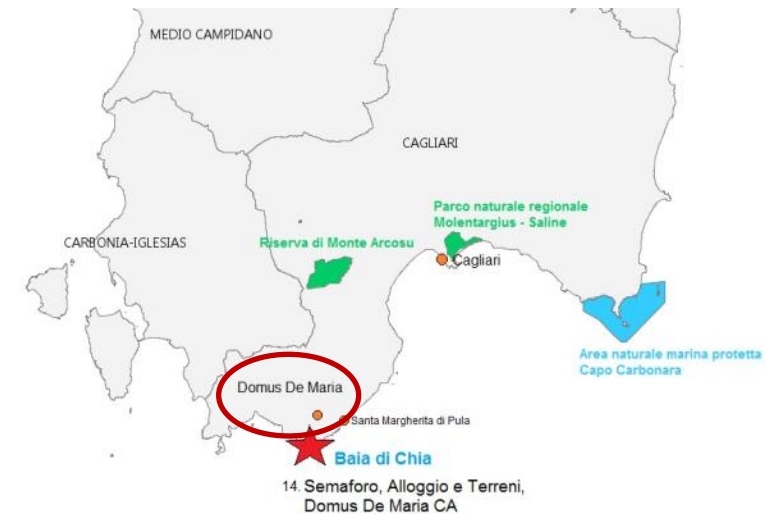 MEDIO CAMPIDANO
CAGLIARI
Parco naturale regionale
Molentargius - Saline
CARBONIA-IGLESIAS
Riserva di Monte Arcosu
Cagliari
Area naturale marina protetta
Capo Carbonara
Domus De Maria
Santa Margherita di Pula
Baia di Chia
14. Semaforo, Alloggio e Terreni,
Domus De Maria CA